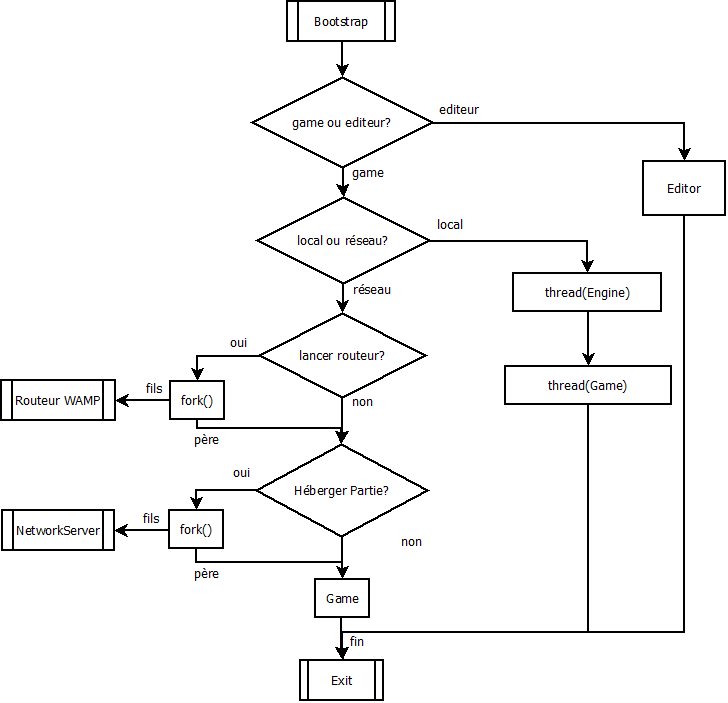 Bootstrap
editeur
game ou editeur?
game
Editor
local
local ou réseau?
réseau
thread(Engine)
oui
lancer routeur?
thread(Game)
fils
Routeur WAMP
fork()
non
père
oui
Héberger Partie?
fils
NetworkServer
fork()
non
père
Game
fin
Exit